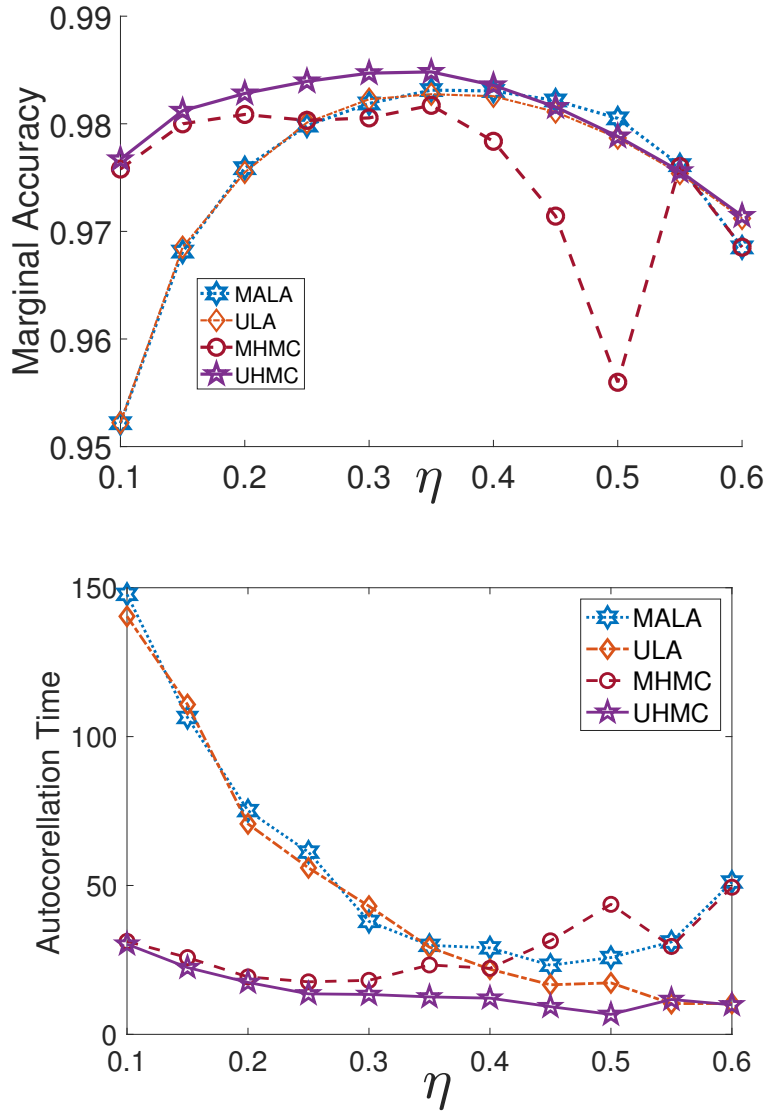 0.99
0.98
0.97
0.96
0.95
Marginal Accuracy
MALA
ULA
MHMC
UHMC
0.1 0.2 0.3 0.4 0.5 0.6
η
150
100
50
0
Autocorellation Time
MALA
ULA
MHMC
UHMC
0.1 0.2 0.3 0.4 0.5 0.6
η